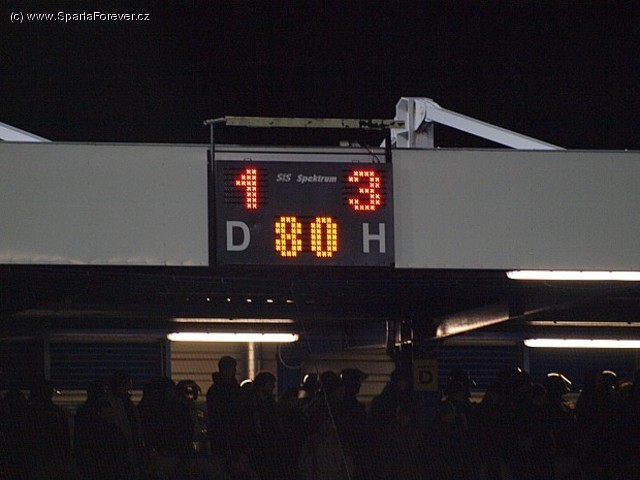 (c) www.SpartaForever.cz
1 SIS Spektrum 3
D 80 H
D